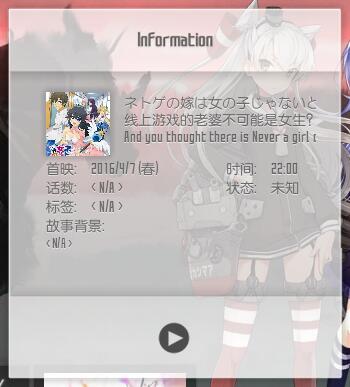 Information
ネトゲの嫁は女の子じゃないと
线上游戏的老婆不可能是女生?
And you thought there is Never a girl
首映: 2016/4/7(春) 时间: 22:00
话数: < N/A > 状态: 未知
标签: < N/A >
故事背景:
< N/A >